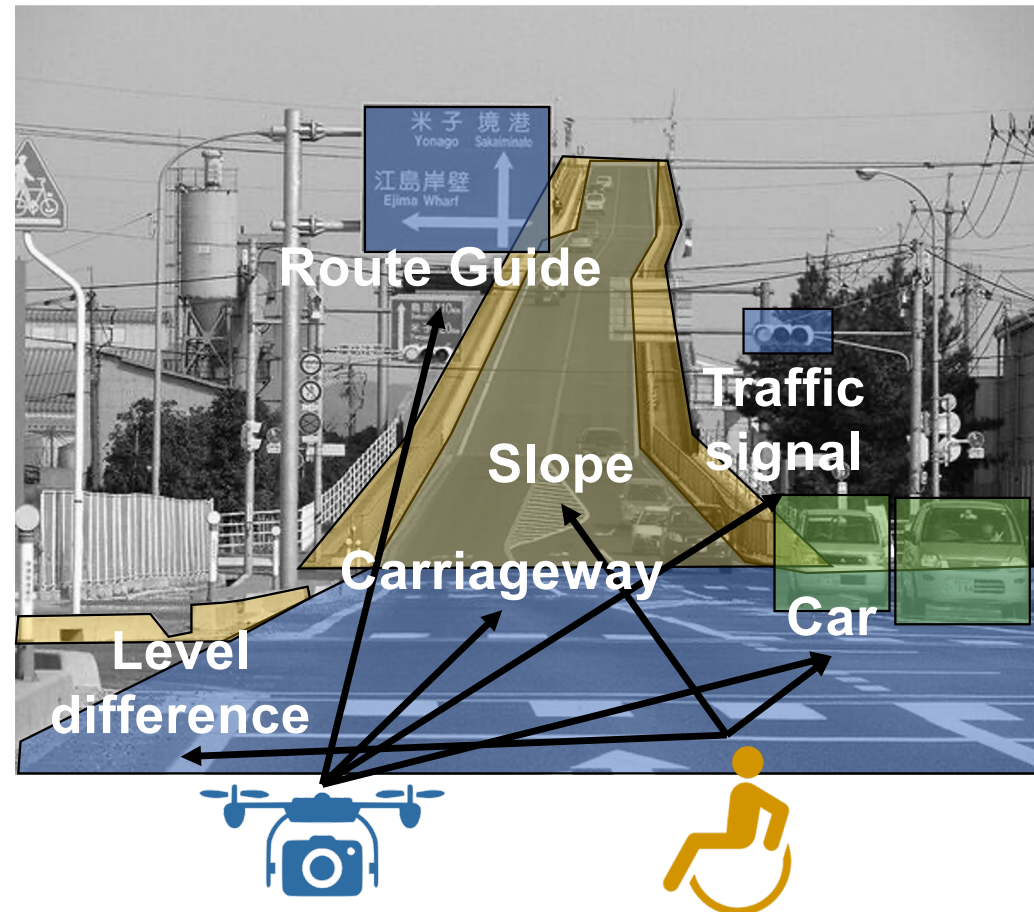 米子 境港
Yonago Sakaiminato
江島岸壁
Ejima Wharf
Route Guide
Traffic
signal
Slope
Carriageway
Car
Level
difference